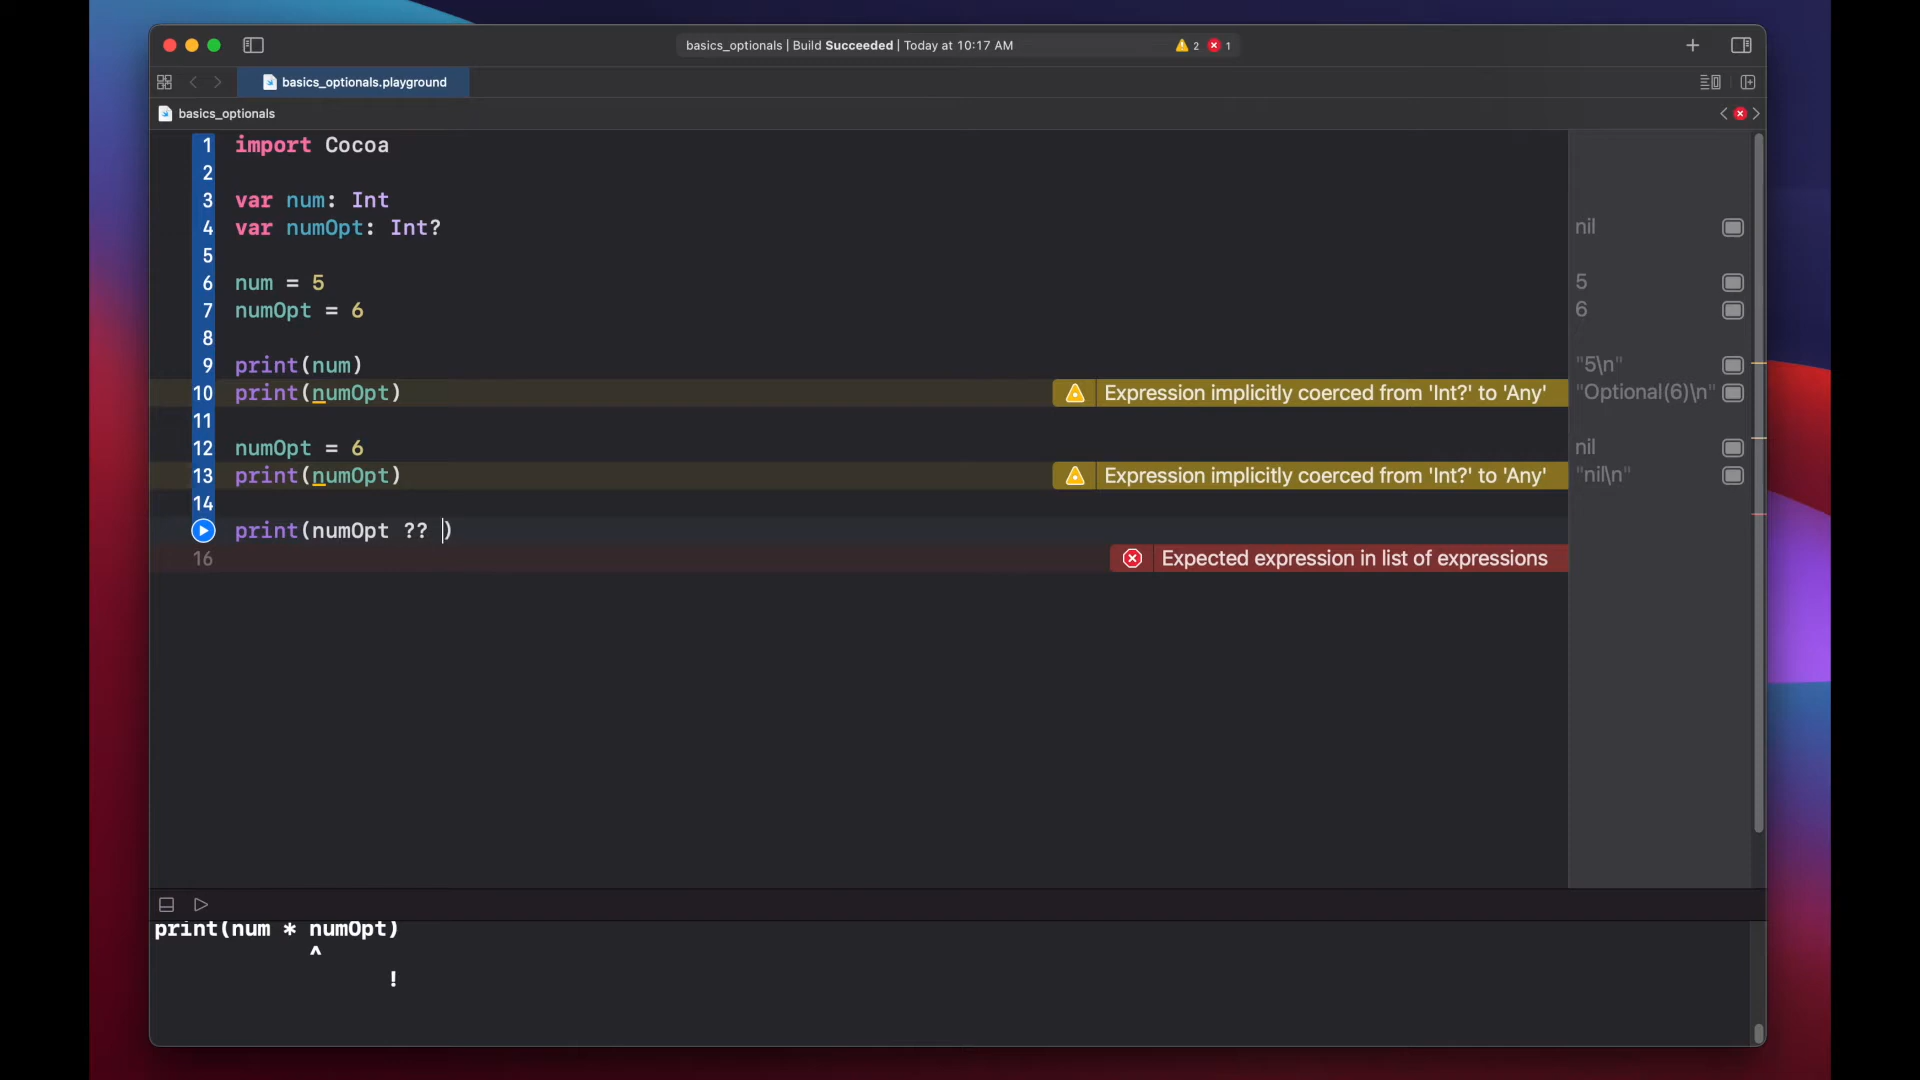 basics_optionals | Build Succeeded | Today at 10:17 AM 2 1
basics_optionals.playground
basics_optionals
1 import Cocoa
2
3 var num: Int
4 var numOpt: Int? nil
5
6 num = 5 5
7 numOpt = 6 6
8
9 print(num) "5\n"
10 print(numOpt) Expression implicitly coerced from 'Int?' to 'Any' "Optional(6)\n"
11
12 numOpt = 6 nil
13 print(numOpt) Expression implicitly coerced from 'Int?' to 'Any' "nil\n"
14
print(numOpt ?? )
16 Expected expression in list of expressions
print(num * numOpt)
^
!